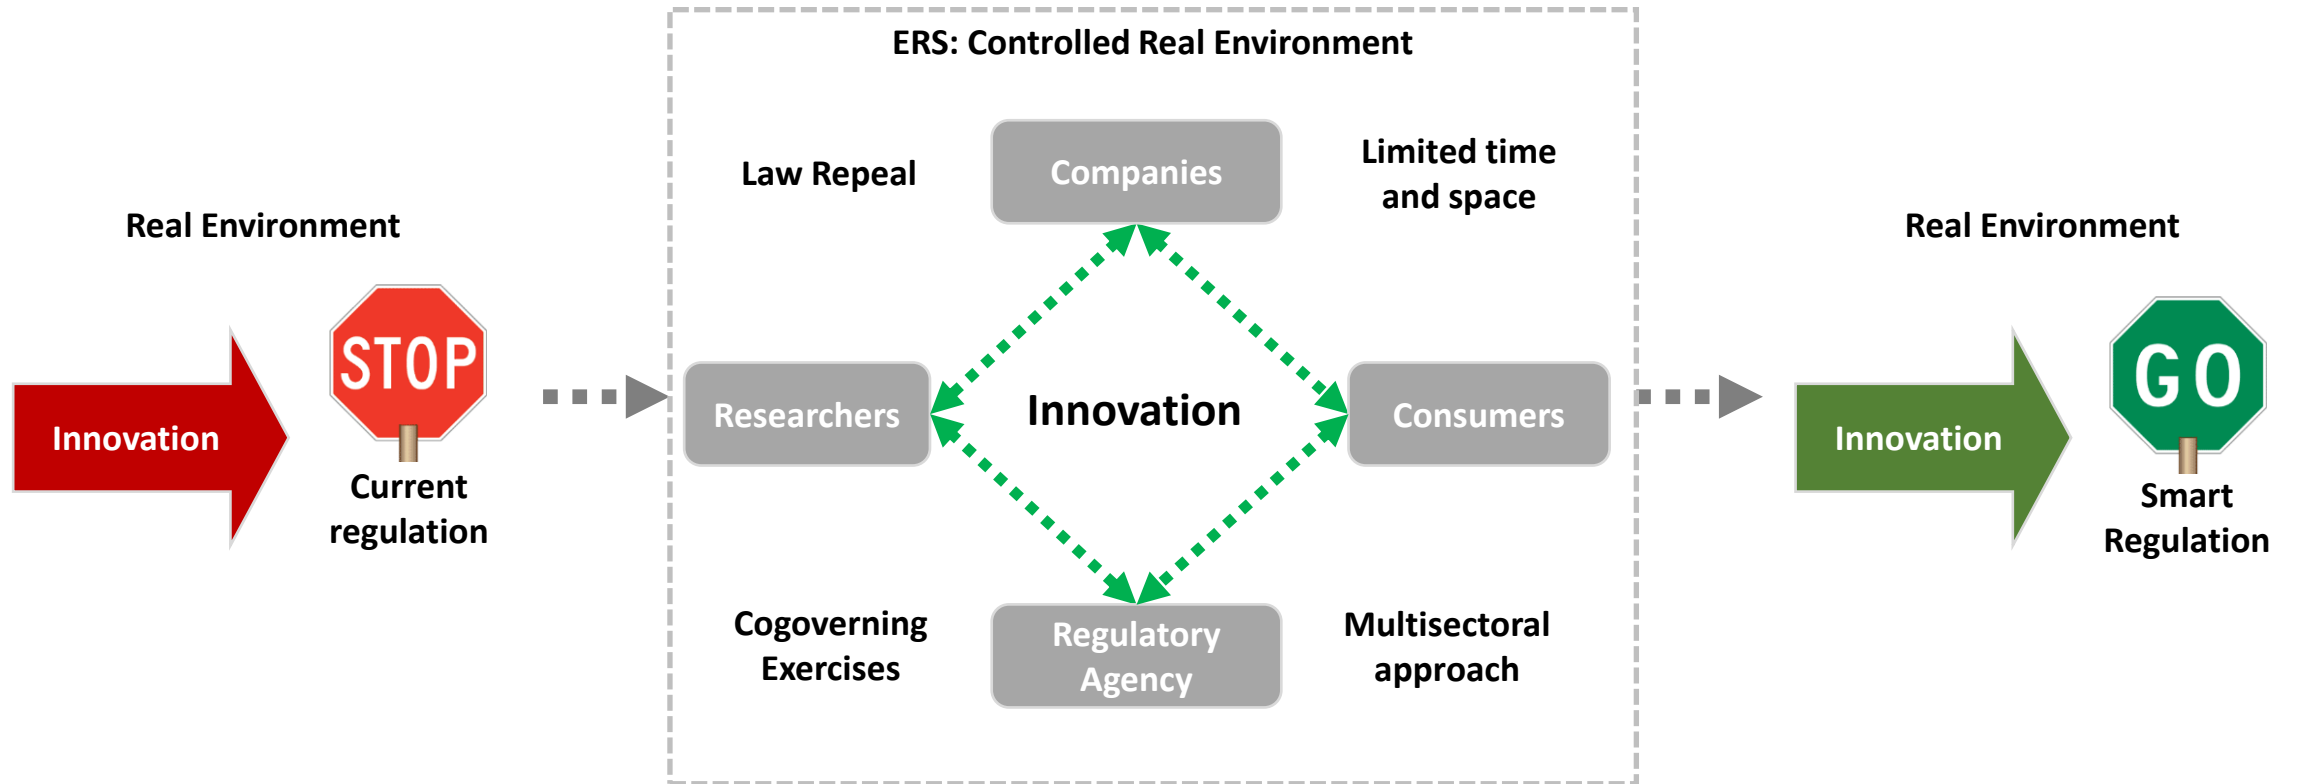 Real Environment
Innovation
STOP
Current
regulation
ERS: Controlled Real Environment
Law Repeal
Companies
Limited time
and space
Researchers
Innovation
Consumers
Cogoverning
Exercises
Regulatory
Agency
Multisectoral
approach
Real Environment
Innovation
GO
Smart
Regulation